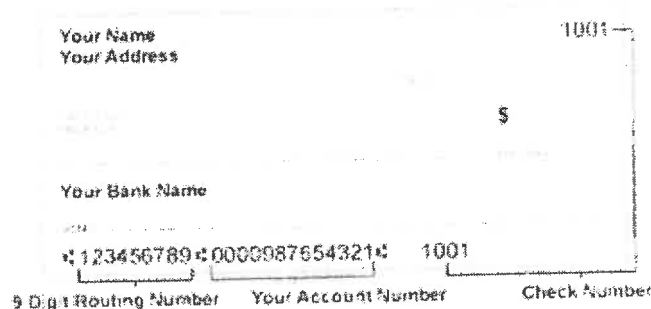 Your Name 1001
Your Address
$
Your Bank Name
⑆123456789⑆0000987654321⑆ 1001
9 Digit Routing Number Your Account Number Check Number